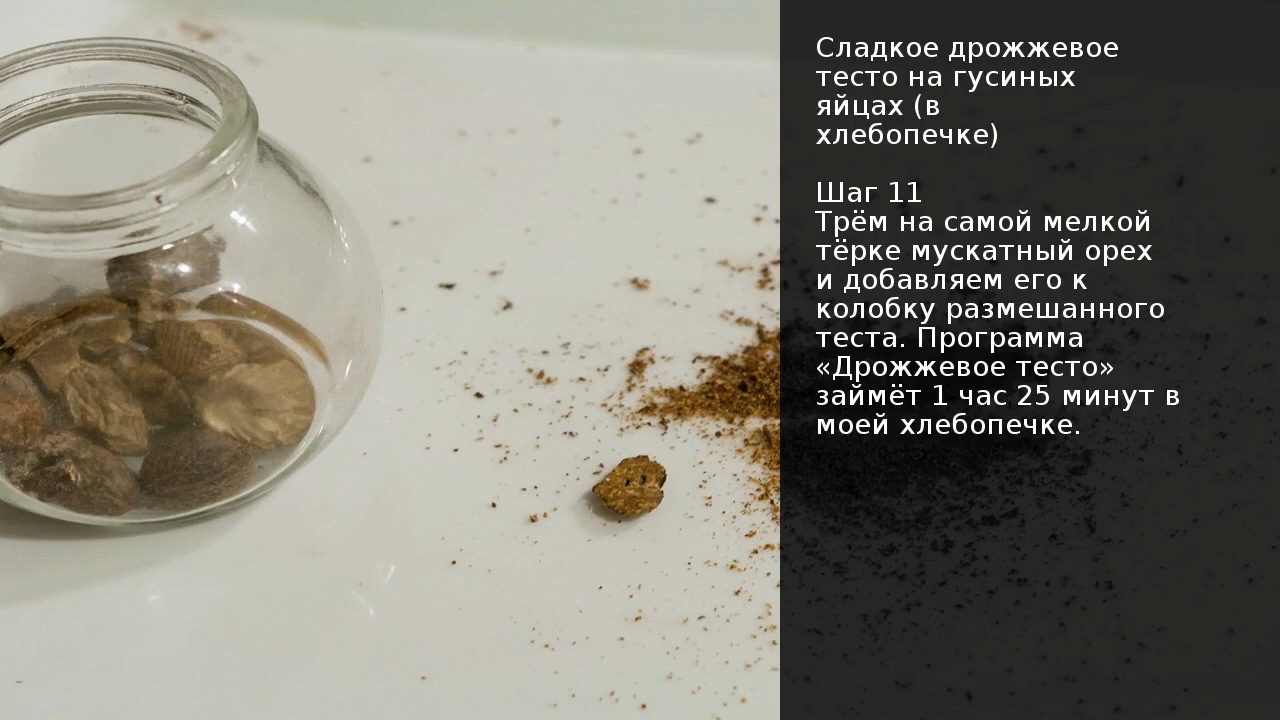 Сладкое дрожжевое
тесто на гусиных
яйцах (в
хлебопечке)
Шаг 11
Трём на самой мелкой
тёрке мускатный орех
и добавляем его к
колобку размешанного
теста. Программа
«Дрожжевое тесто»
займёт 1 час 25 минут в
моей хлебопечке.